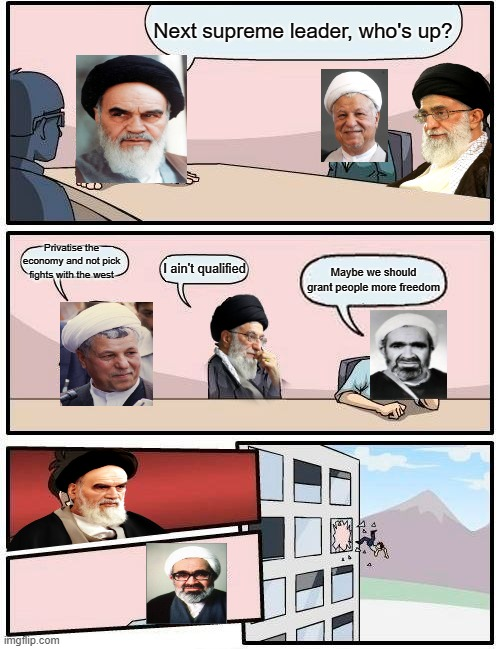 Next supreme leader, who's up?
Privatise the
economy and not pick
fights with the west
I ain't qualified
Maybe we should
grant people more freedom
imgflip.com